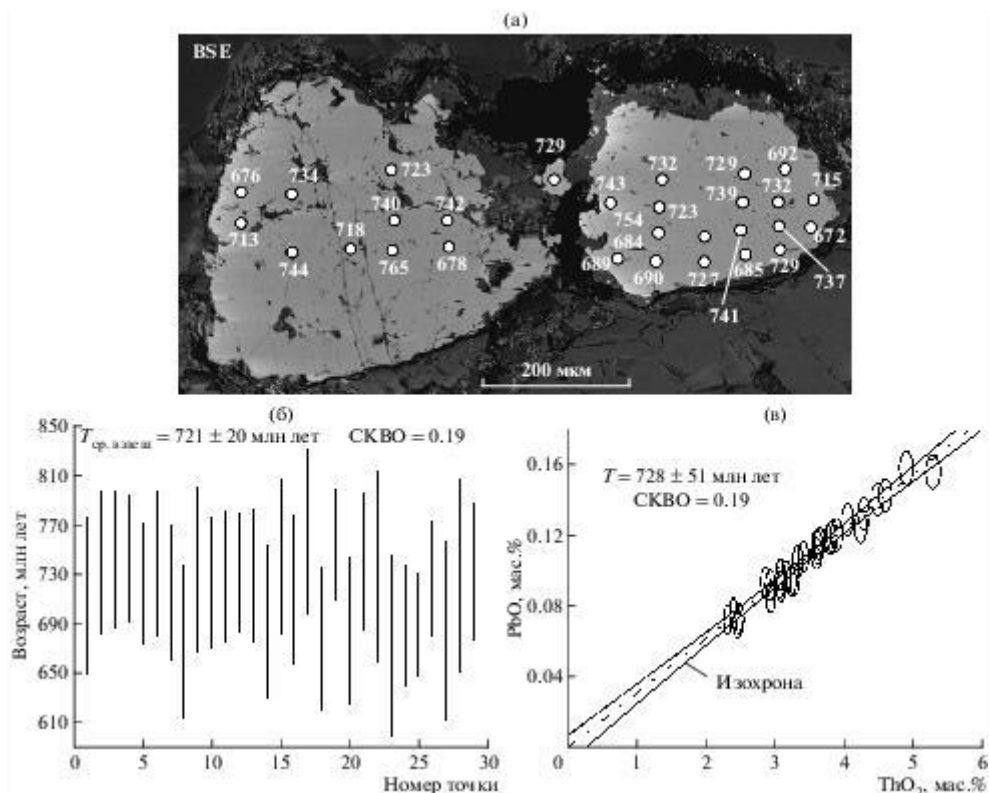 (а)
BSE
729
692
732
729
715
743
739
732
723
676
734
754
723
740
742
713
718
684
672
744
765
678
689
690
727
685
729
737
741
200 мкм
(б)
850
810
770
730
690
650
610
Возраст, млн лет
Tср. взвеш = 721 ± 20 млн лет СКВО = 0.19
0 5 10 15 20 25 30
Номер точки
(в)
0.16
0.12
0.08
0.04
PbO, мас.%
T = 728 ± 51 млн лет
СКВО = 0.19
Изохрона
0 1 2 3 4 5 6
ThO2, мас.%